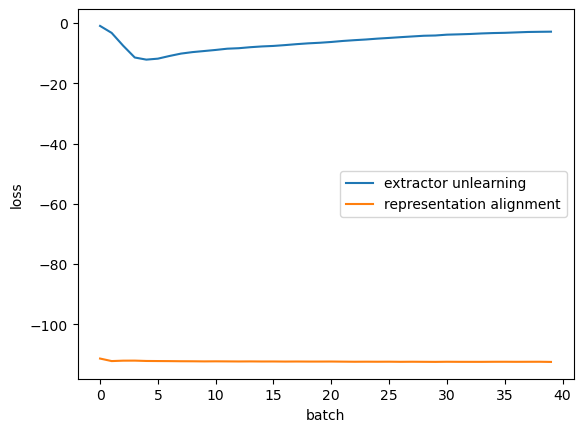 0
−20
−40
−60
−80
−100
loss
extractor unlearning
representation alignment
0 5 10 15 20 25 30 35 40
batch